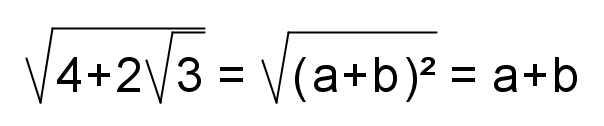 √4+2√3 = √(a+b)² = a+b